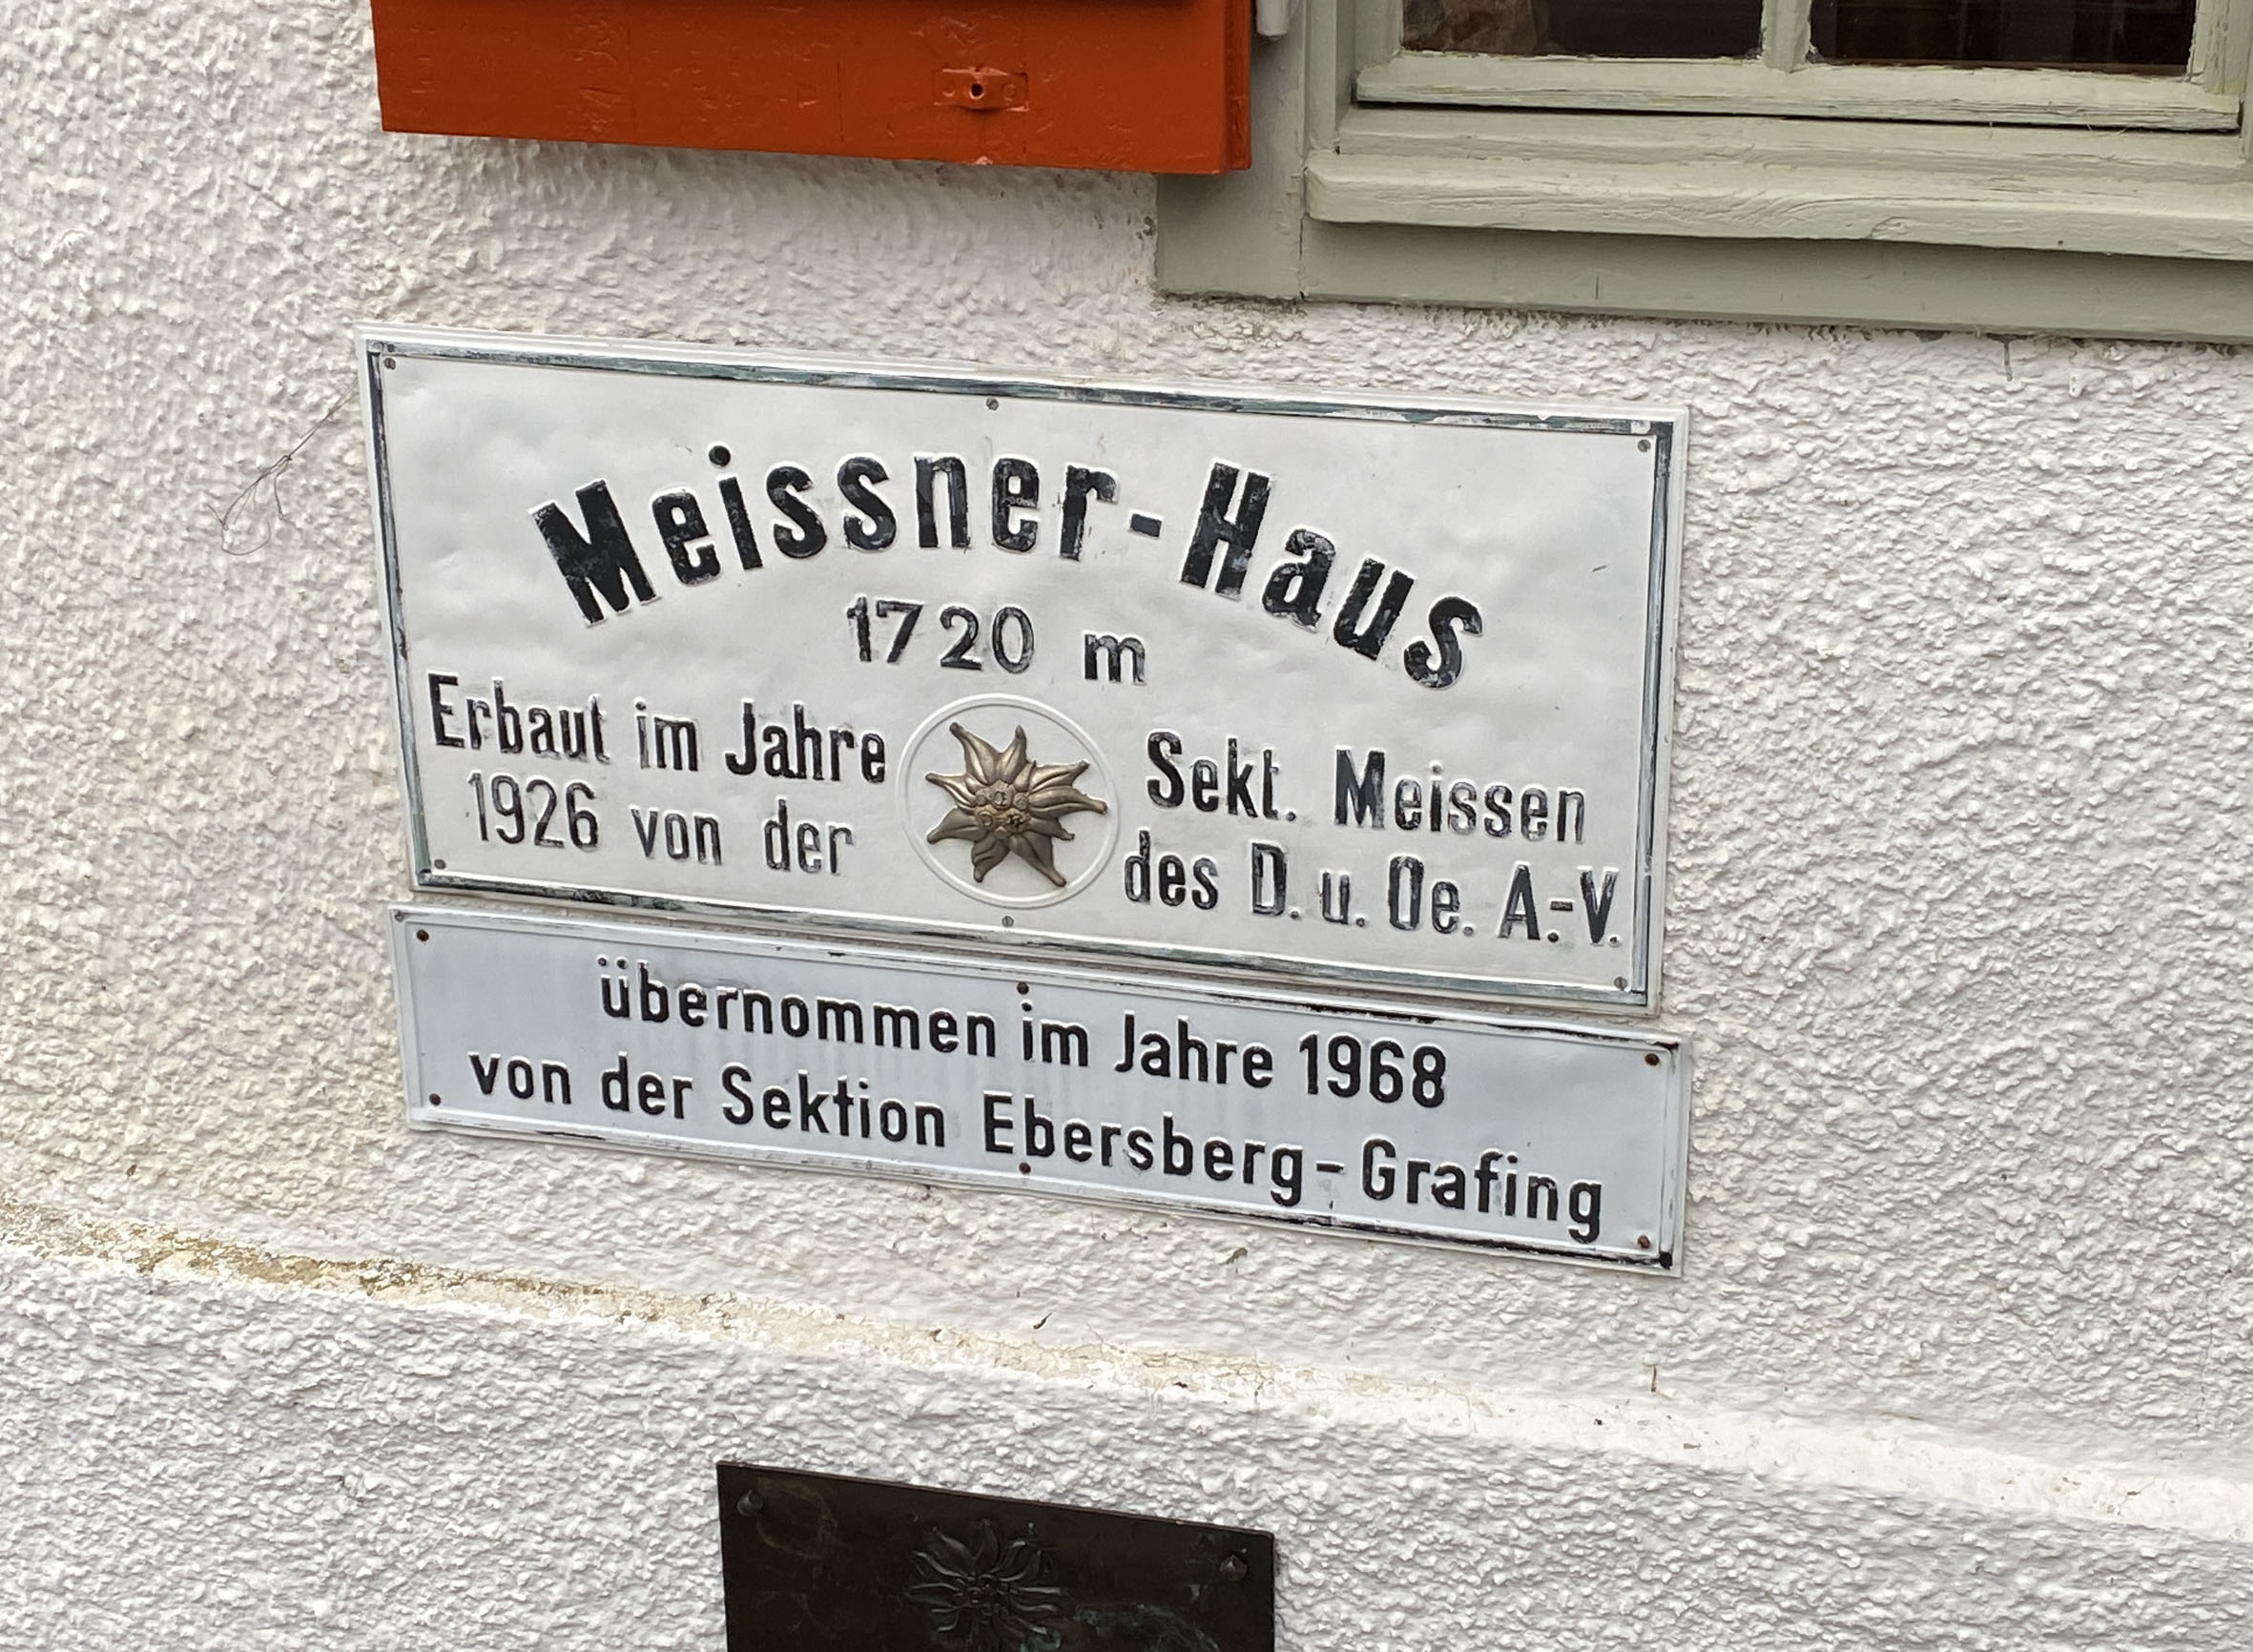 Meissner-Haus
1720 m
Erbaut im Jahre
1926 von der
Sekt. Meissen
des D. u. Oe. A.-V.
übernommen im Jahre 1968
von der Sektion Ebersberg-Grafing